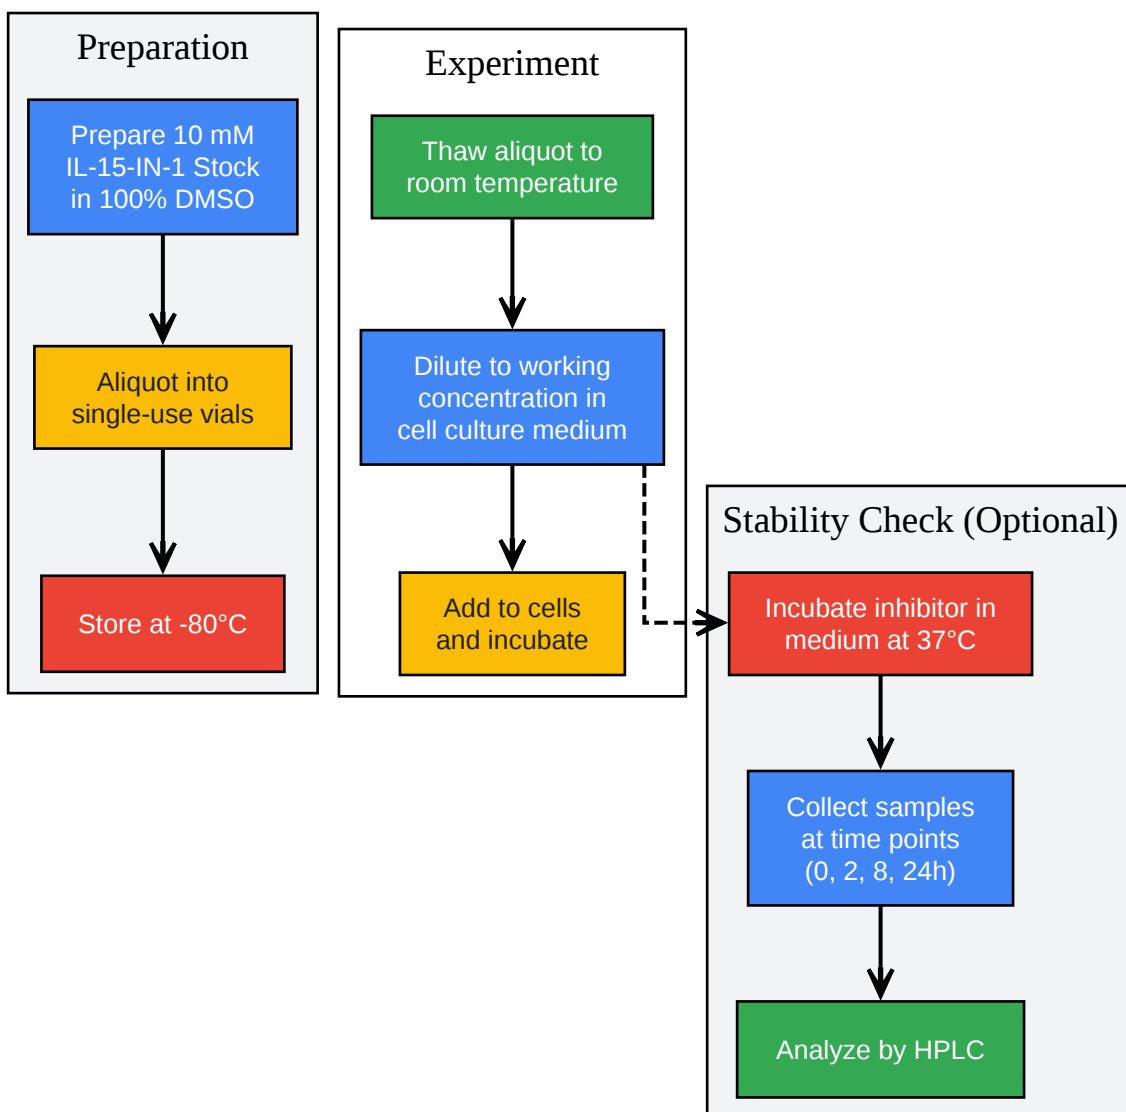 Preparation
Prepare 10 mM
IL-15-IN-1 Stock
in 100% DMSO
Aliquot into
single-use vials
Store at -80°C
Experiment
Thaw aliquot to
room temperature
Dilute to working
concentration in
cell culture medium
Add to cells
and incubate
Stability Check (Optional)
Incubate inhibitor in
medium at 37°C
Collect samples
at time points
(0, 2, 8, 24h)
Analyze by HPLC